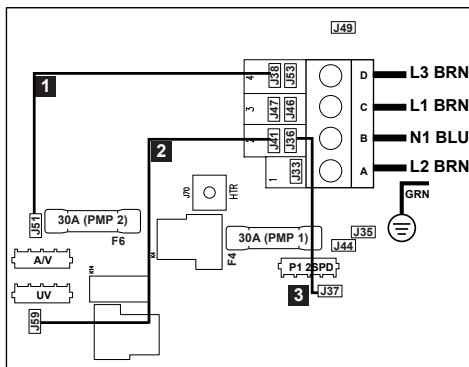 J49
4
J38
J53
D
L3 BRN
1
3
J47
J46
C
L1 BRN
2
2
J41
J36
B
N1 BLU
1
J33
A
L2 BRN
GRN
J70
HTR
J51
30A (PMP 2)
F6
K4
30A (PMP 1)
F4
J35
J44
A/V
P1 2SPD
UV
3
J37
J59